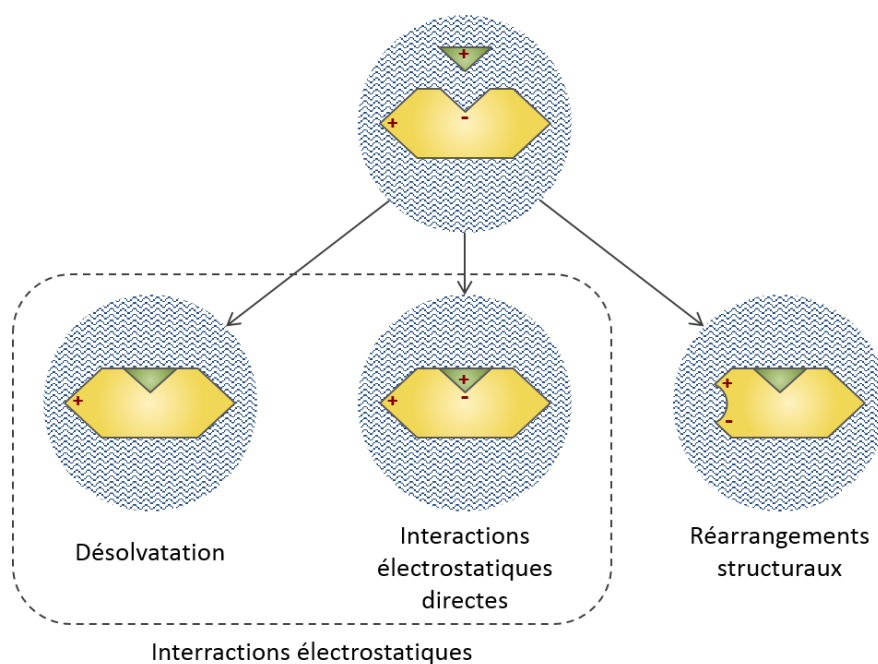 +
+
-
+
+
+
-
+
-
Désolvatation
Interactions
électrostatiques
directes
Réarrangements
structuraux
Interractions électrostatiques